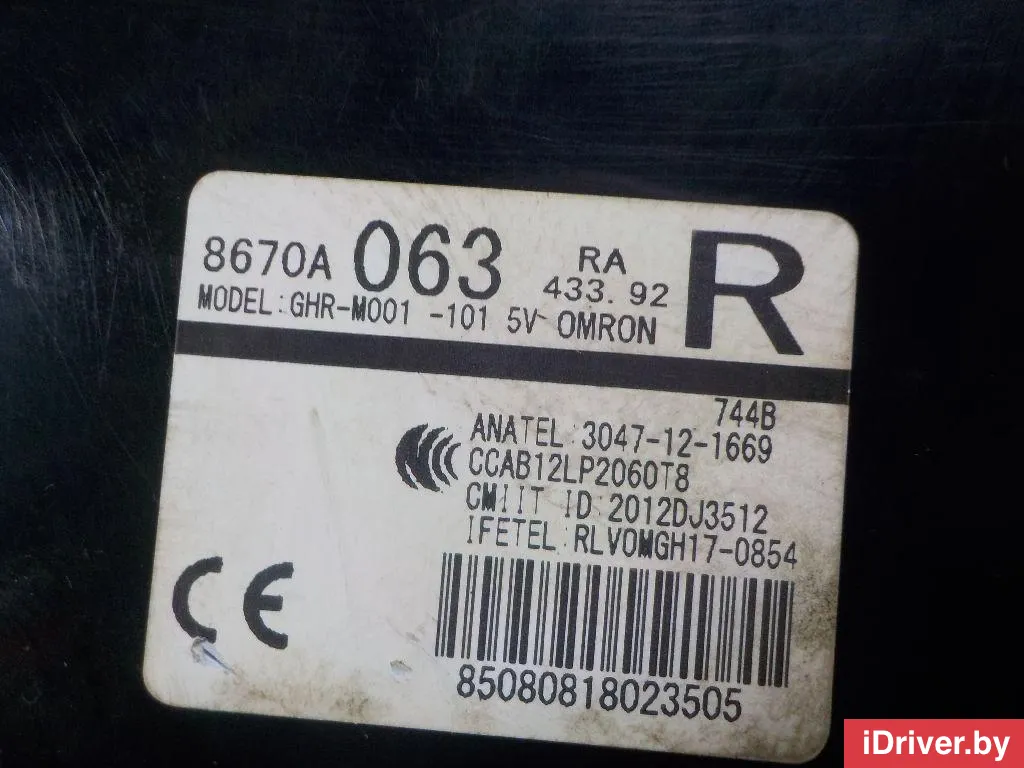 8670A 063 RA R
433.92
MODEL:GHR-M001 -101 5V OMRON
744B
ANATEL:3047-12-1669
CCAB12LP2060T8
CMIIT ID:2012DJ3512
IFETEL:RLVOMGH17-0854
CE
85080818023505
iDriver.by